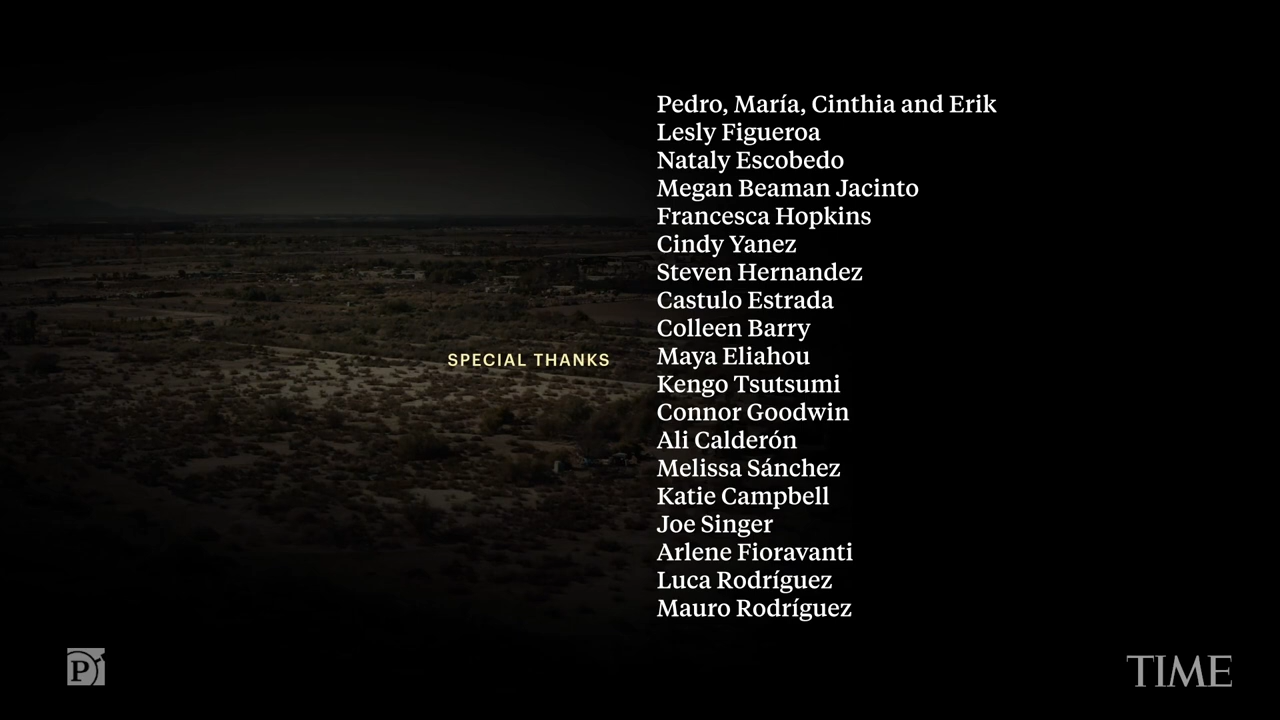 SPECIAL THANKS
Pedro, María, Cinthia and Erik
Lesly Figueroa
Nataly Escobedo
Megan Beaman Jacinto
Francesca Hopkins
Cindy Yanez
Steven Hernandez
Castulo Estrada
Colleen Barry
Maya Eliahou
Kengo Tsutsumi
Connor Goodwin
Ali Calderón
Melissa Sánchez
Katie Campbell
Joe Singer
Arlene Fioravanti
Luca Rodríguez
Mauro Rodríguez
P
TIME